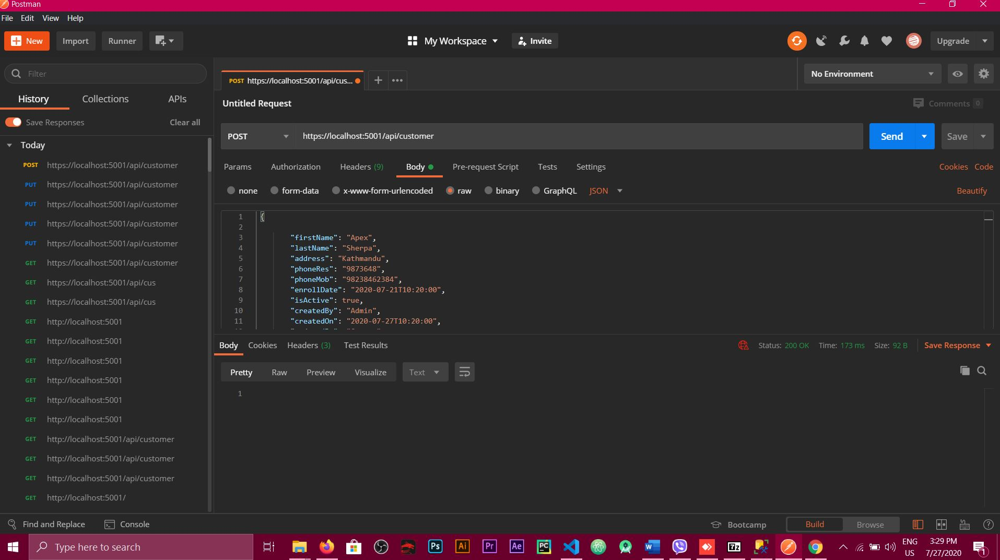 Postman
File Edit View Help
New Import Runner My Workspace Invite Upgrade
Filter
History Collections APIs
Save Responses Clear all
Today
POST https://localhost:5001/api/customer
PUT https://localhost:5001/api/customer
PUT https://localhost:5001/api/customer
PUT https://localhost:5001/api/customer
PUT https://localhost:5001/api/customer
GET https://localhost:5001/api/customer
GET https://localhost:5001/api/cus
GET https://localhost:5001/api/cus
GET http://localhost:5001
GET http://localhost:5001
GET http://localhost:5001
GET http://localhost:5001
GET http://localhost:5001
GET http://localhost:5001
GET http://localhost:5001/api/customer
GET http://localhost:5001/api/customer
GET http://localhost:5001/api/customer
GET http://localhost:5001/
POST https://localhost:5001/api/cus... + ••• No Environment
Untitled Request Comments 0
POST https://localhost:5001/api/customer Send Save
Params Authorization Headers (9) Body Pre-request Script Tests Settings Cookies Code
none form-data x-www-form-urlencoded raw binary GraphQL JSON Beautify
1 {
2
3 "firstName": "Apex",
4 "lastName": "Sherpa",
5 "address": "Kathmandu",
6 "phoneRes": "9873648",
7 "phoneMob": "98238462384",
8 "enrollDate": "2020-07-21T10:20:00",
9 "isActive": true,
10 "createdBy": "Admin",
11 "createdOn": "2020-07-27T10:20:00",
Body Cookies Headers (3) Test Results Status: 200 OK Time: 173 ms Size: 92 B Save Response
Pretty Raw Preview Visualize Text
1
Find and Replace Console Bootcamp Build Browse
Type here to search Ps Ai Pr Ae PC W 7z ENG US 3:29 PM 7/27/2020 1